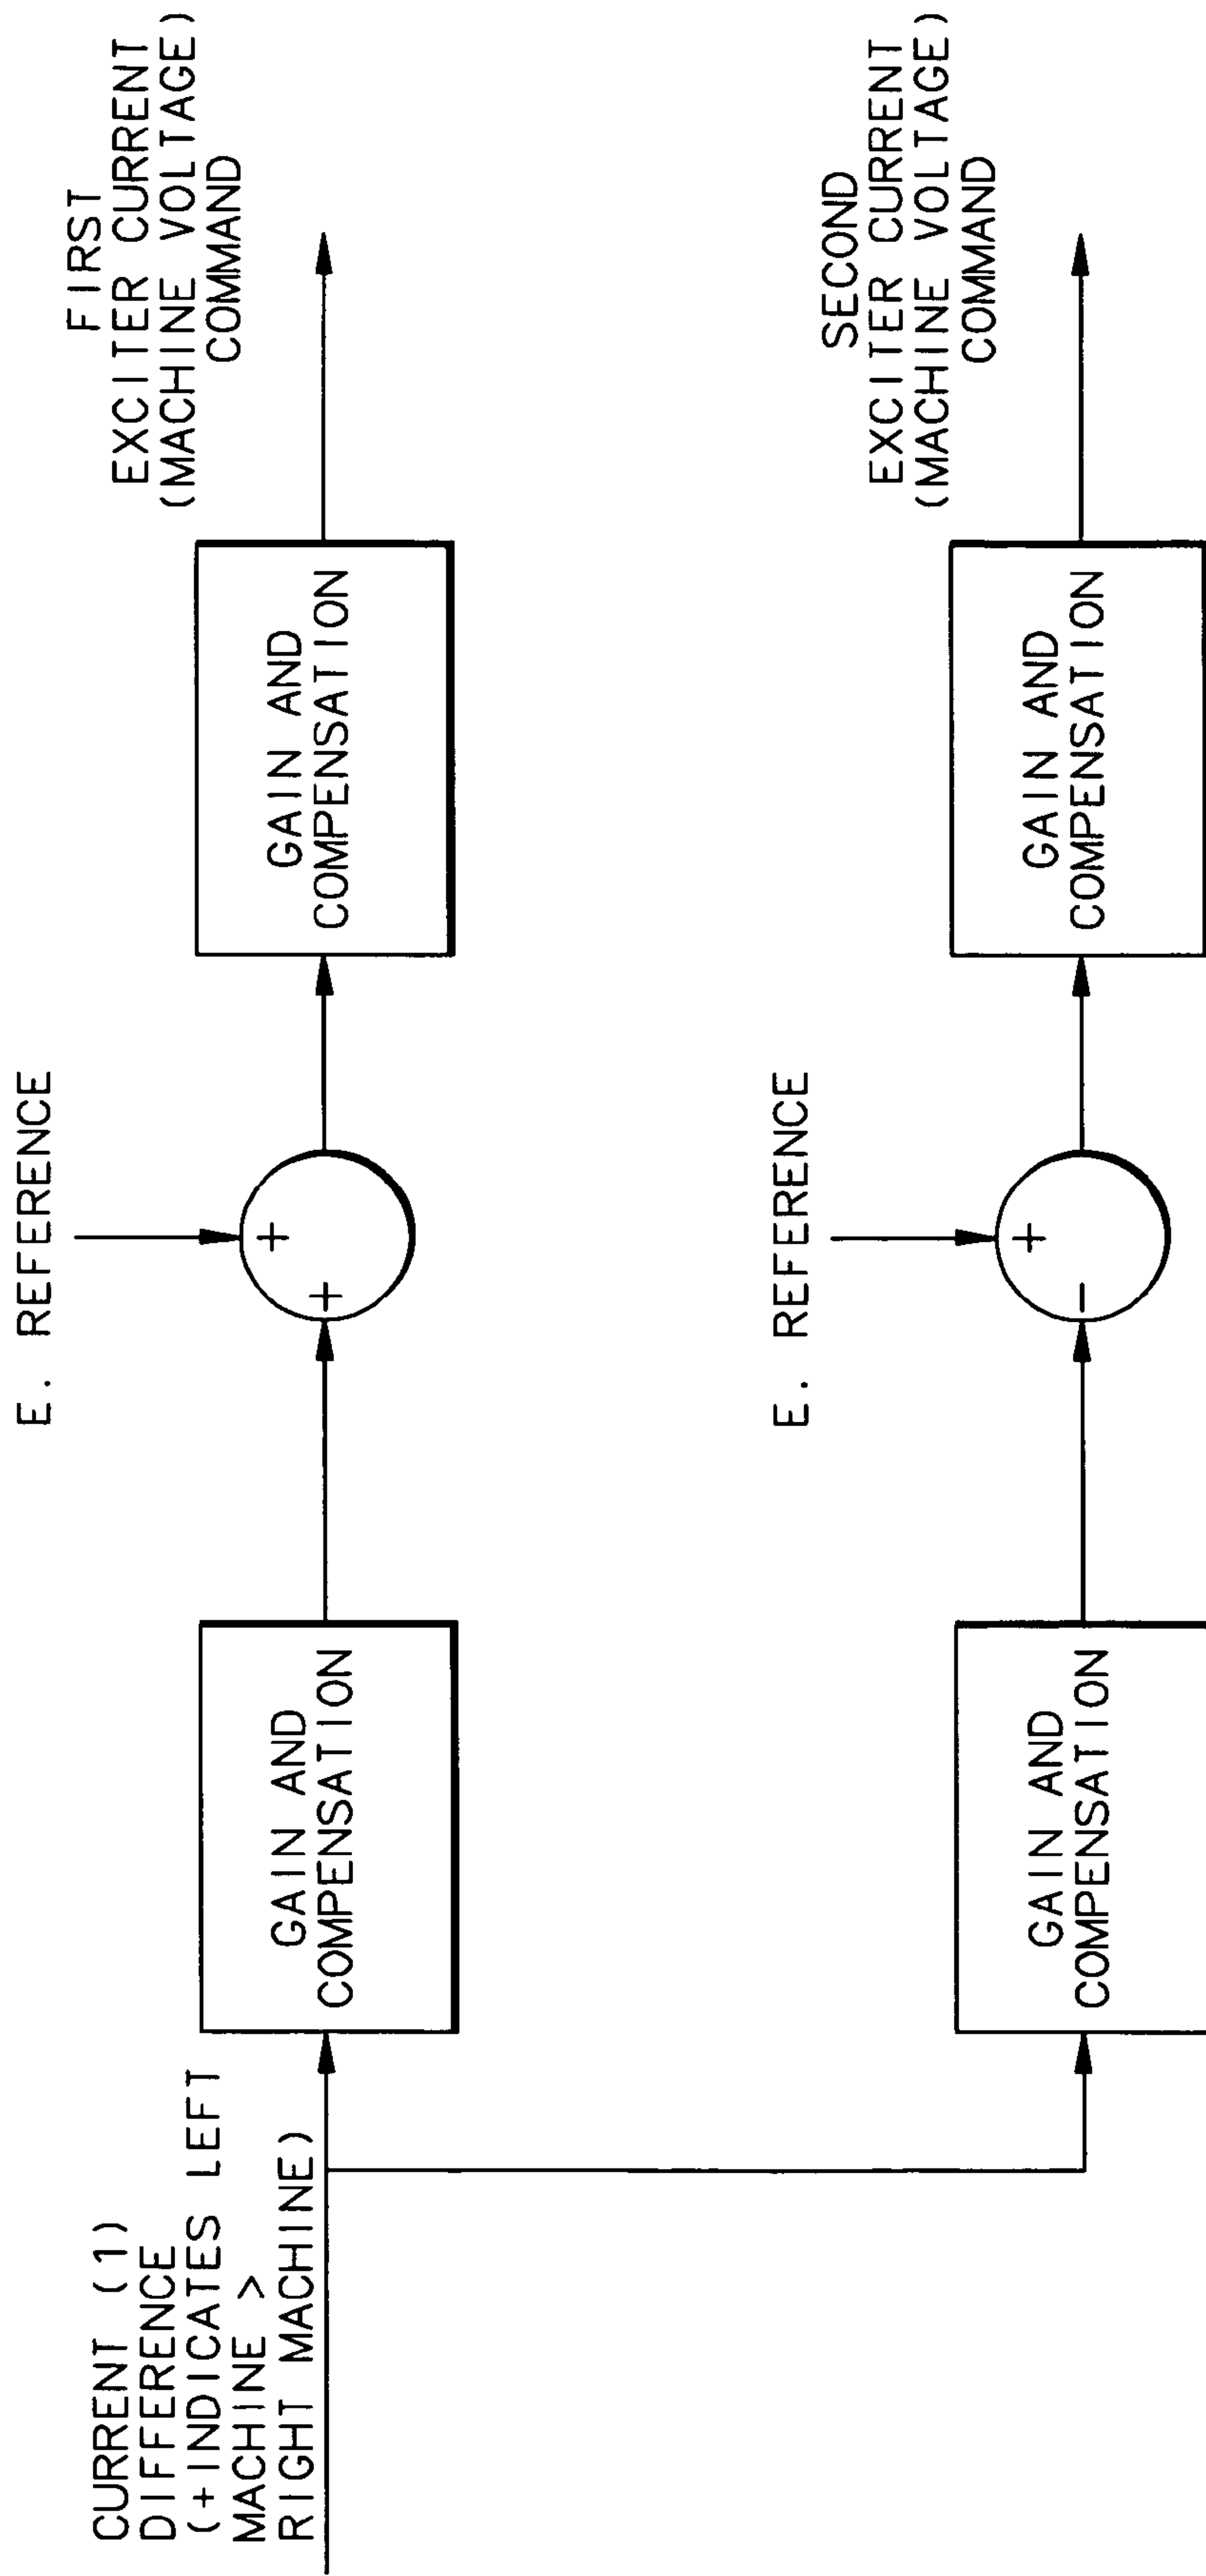 CURRENT (1)
DIFFERENCE
(+INDICATES LEFT
MACHINE >
RIGHT MACHINE)
GAIN AND
COMPENSATION
E. REFERENCE
+
+
GAIN AND
COMPENSATION
FIRST
EXCITER CURRENT
(MACHINE VOLTAGE)
COMMAND
GAIN AND
COMPENSATION
E. REFERENCE
+
-
GAIN AND
COMPENSATION
SECOND
EXCITER CURRENT
(MACHINE VOLTAGE)
COMMAND